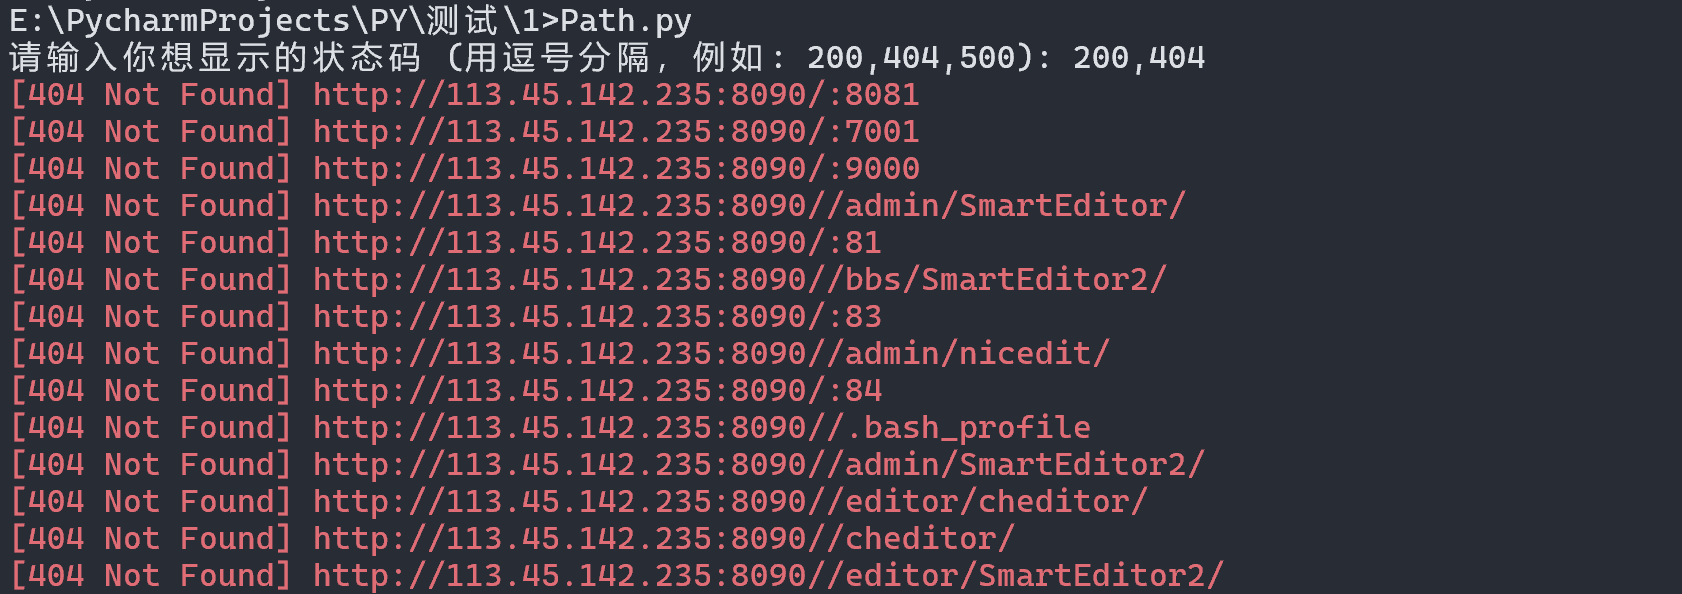 E:\PycharmProjects\PY\测试\1>Path.py
请输入你想显示的状态码 (用逗号分隔, 例如: 200,404,500): 200,404
[404 Not Found] http://113.45.142.235:8090/:8081
[404 Not Found] http://113.45.142.235:8090/:7001
[404 Not Found] http://113.45.142.235:8090/:9000
[404 Not Found] http://113.45.142.235:8090//admin/SmartEditor/
[404 Not Found] http://113.45.142.235:8090/:81
[404 Not Found] http://113.45.142.235:8090//bbs/SmartEditor2/
[404 Not Found] http://113.45.142.235:8090/:83
[404 Not Found] http://113.45.142.235:8090//admin/nicedit/
[404 Not Found] http://113.45.142.235:8090/:84
[404 Not Found] http://113.45.142.235:8090//.bash_profile
[404 Not Found] http://113.45.142.235:8090//admin/SmartEditor2/
[404 Not Found] http://113.45.142.235:8090//editor/cheditor/
[404 Not Found] http://113.45.142.235:8090//cheditor/
[404 Not Found] http://113.45.142.235:8090//editor/SmartEditor2/